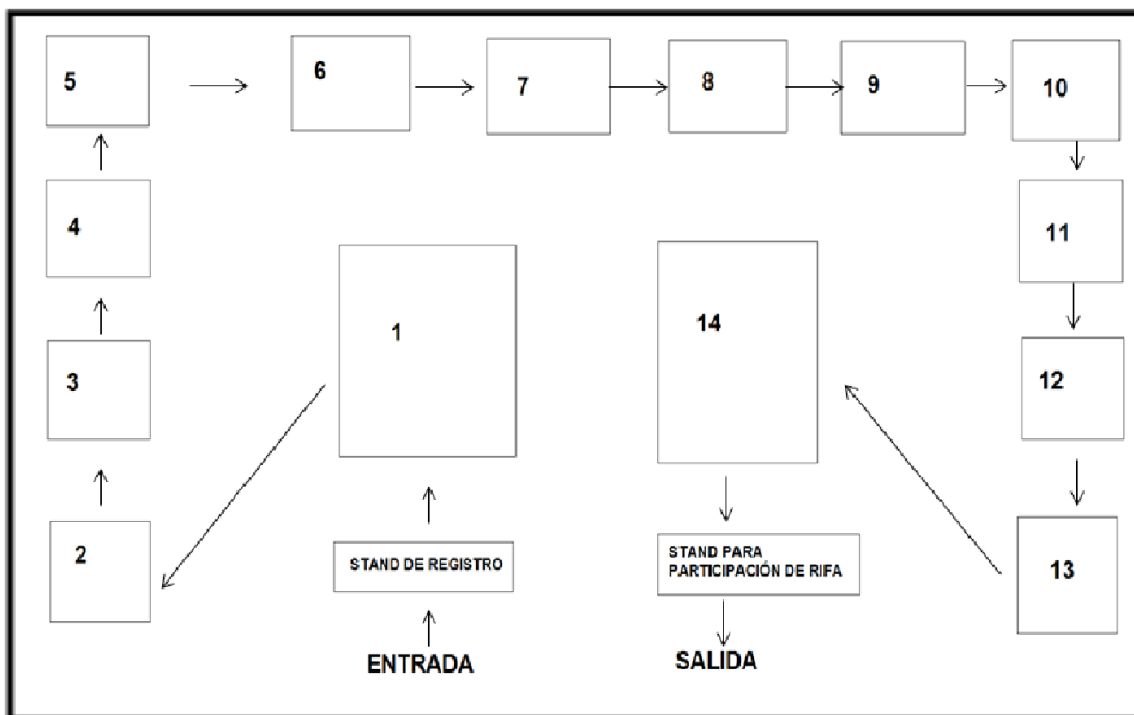 5
6
7
8
9
10
4
11
1
14
3
12
2
STAND DE REGISTRO
STAND PARA
PARTICIPACIÓN DE RIFA
13
ENTRADA
SALIDA